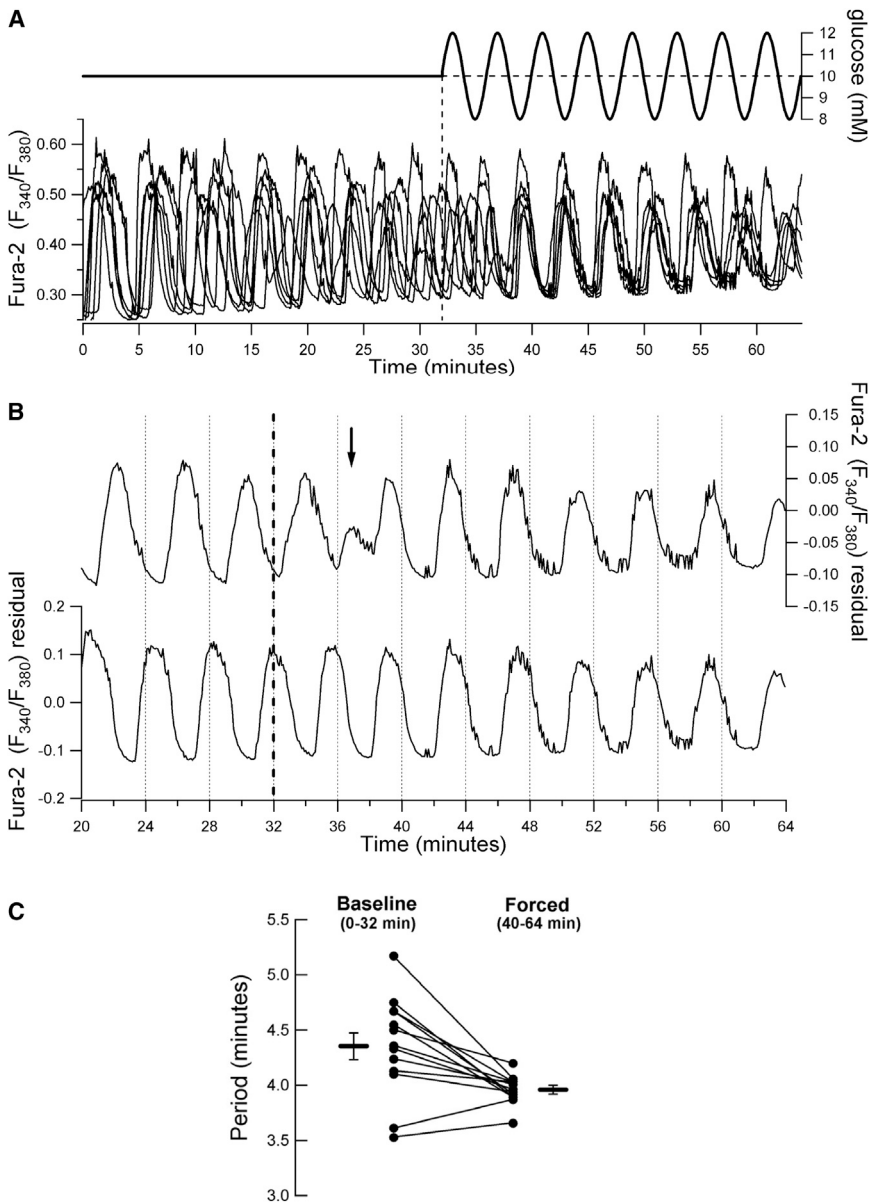 A
glucose (mM)
12
11
10
9
8
Fura-2 (F340/F380)
0.60
0.50
0.40
0.30
0 5 10 15 20 25 30 35 40 45 50 55 60
Time (minutes)
B
Fura-2 (F340/F380) residual
0.15
0.10
0.05
0.00
-0.05
-0.10
-0.15
Fura-2 (F340/F380) residual
0.2
0.1
0.0
-0.1
-0.2
20 24 28 32 36 40 44 48 52 56 60 64
Time (minutes)
C
Baseline Forced
(0-32 min) (40-64 min)
Period (minutes)
5.5
5.0
4.5
4.0
3.5
3.0